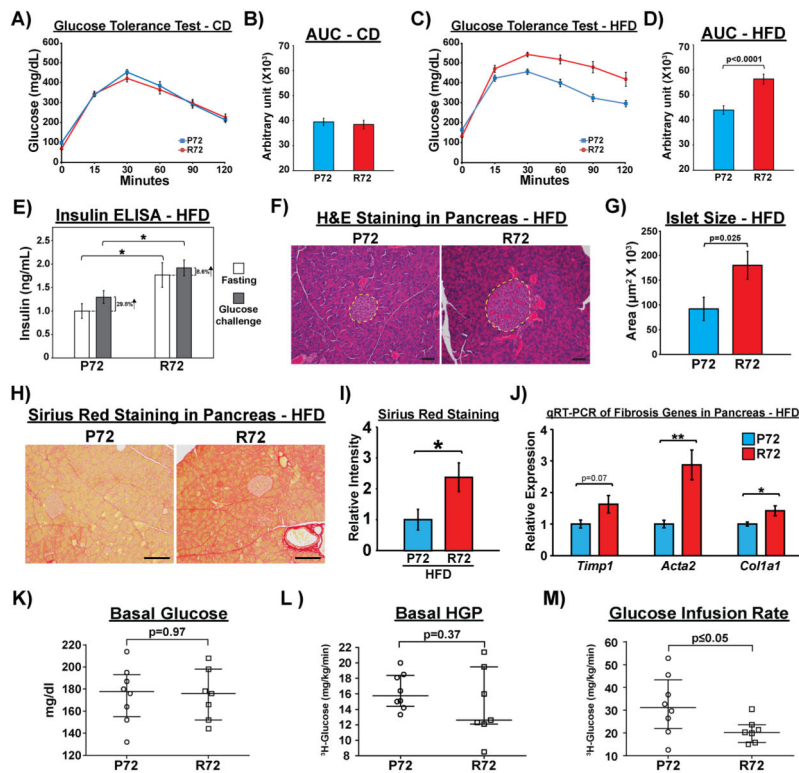 A) Glucose Tolerance Test - CD
Glucose (mg/dL)
600
500
400
300
200
100
0
0 15 30 60 90 120
Minutes
P72
R72
B) AUC - CD
Arbitrary unit (X10³)
70
60
50
40
30
20
P72 R72
C) Glucose Tolerance Test - HFD
Glucose (mg/dL)
600
500
400
300
200
100
0
0 15 30 60 90 120
Minutes
P72
R72
D) AUC - HFD
p<0.0001
Arbitrary unit (X10³)
70
60
50
40
30
20
P72 R72
E) Insulin ELISA - HFD
Insulin (ng/mL)
2.5
2.0
1.5
1.0
0.5
0
*
*
8.6%
P72 R72
Fasting
Glucose
challenge
F) H&E Staining in Pancreas - HFD
P72 R72
G) Islet Size - HFD
p=0.025
Area (µm² X 10³)
250
200
150
100
50
0
P72 R72
H) Sirius Red Staining in Pancreas - HFD
P72 R72
I) Sirius Red Staining
*
Relative Intensity
4
3
2
1
0
P72 R72
HFD
J) qRT-PCR of Fibrosis Genes in Pancreas - HFD
P72
R72
Relative Expression
4
3
2
1
0
p=0.07
**
*
Timp1 Acta2 Col1a1
K) Basal Glucose
p=0.97
mg/dl
220
200
180
160
140
120
P72 R72
L) Basal HGP
p=0.37
³H-Glucose (mg/kg/min)
22
20
18
16
14
12
10
8
P72 R72
M) Glucose Infusion Rate
p≤0.05
³H-Glucose (mg/kg/min)
60
50
40
30
20
10
0
P72 R72